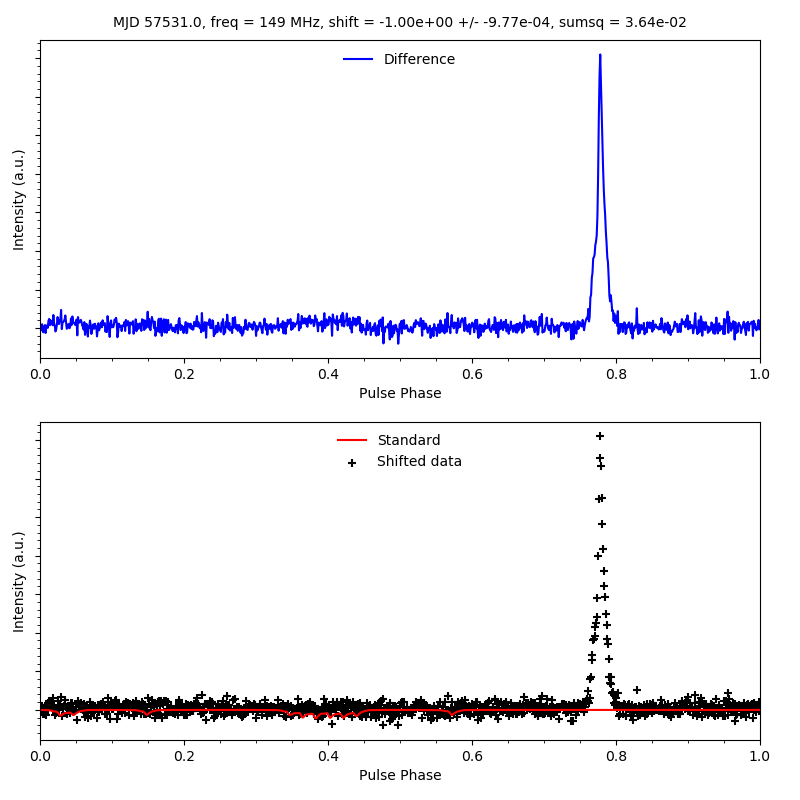 MJD 57531.0, freq = 149 MHz, shift = -1.00e+00 +/- -9.77e-04, sumsq = 3.64e-02
Difference
Intensity (a.u.)
0.0 0.2 0.4 0.6 0.8 1.0
Pulse Phase
Standard
Shifted data
Intensity (a.u.)
0.0 0.2 0.4 0.6 0.8 1.0
Pulse Phase